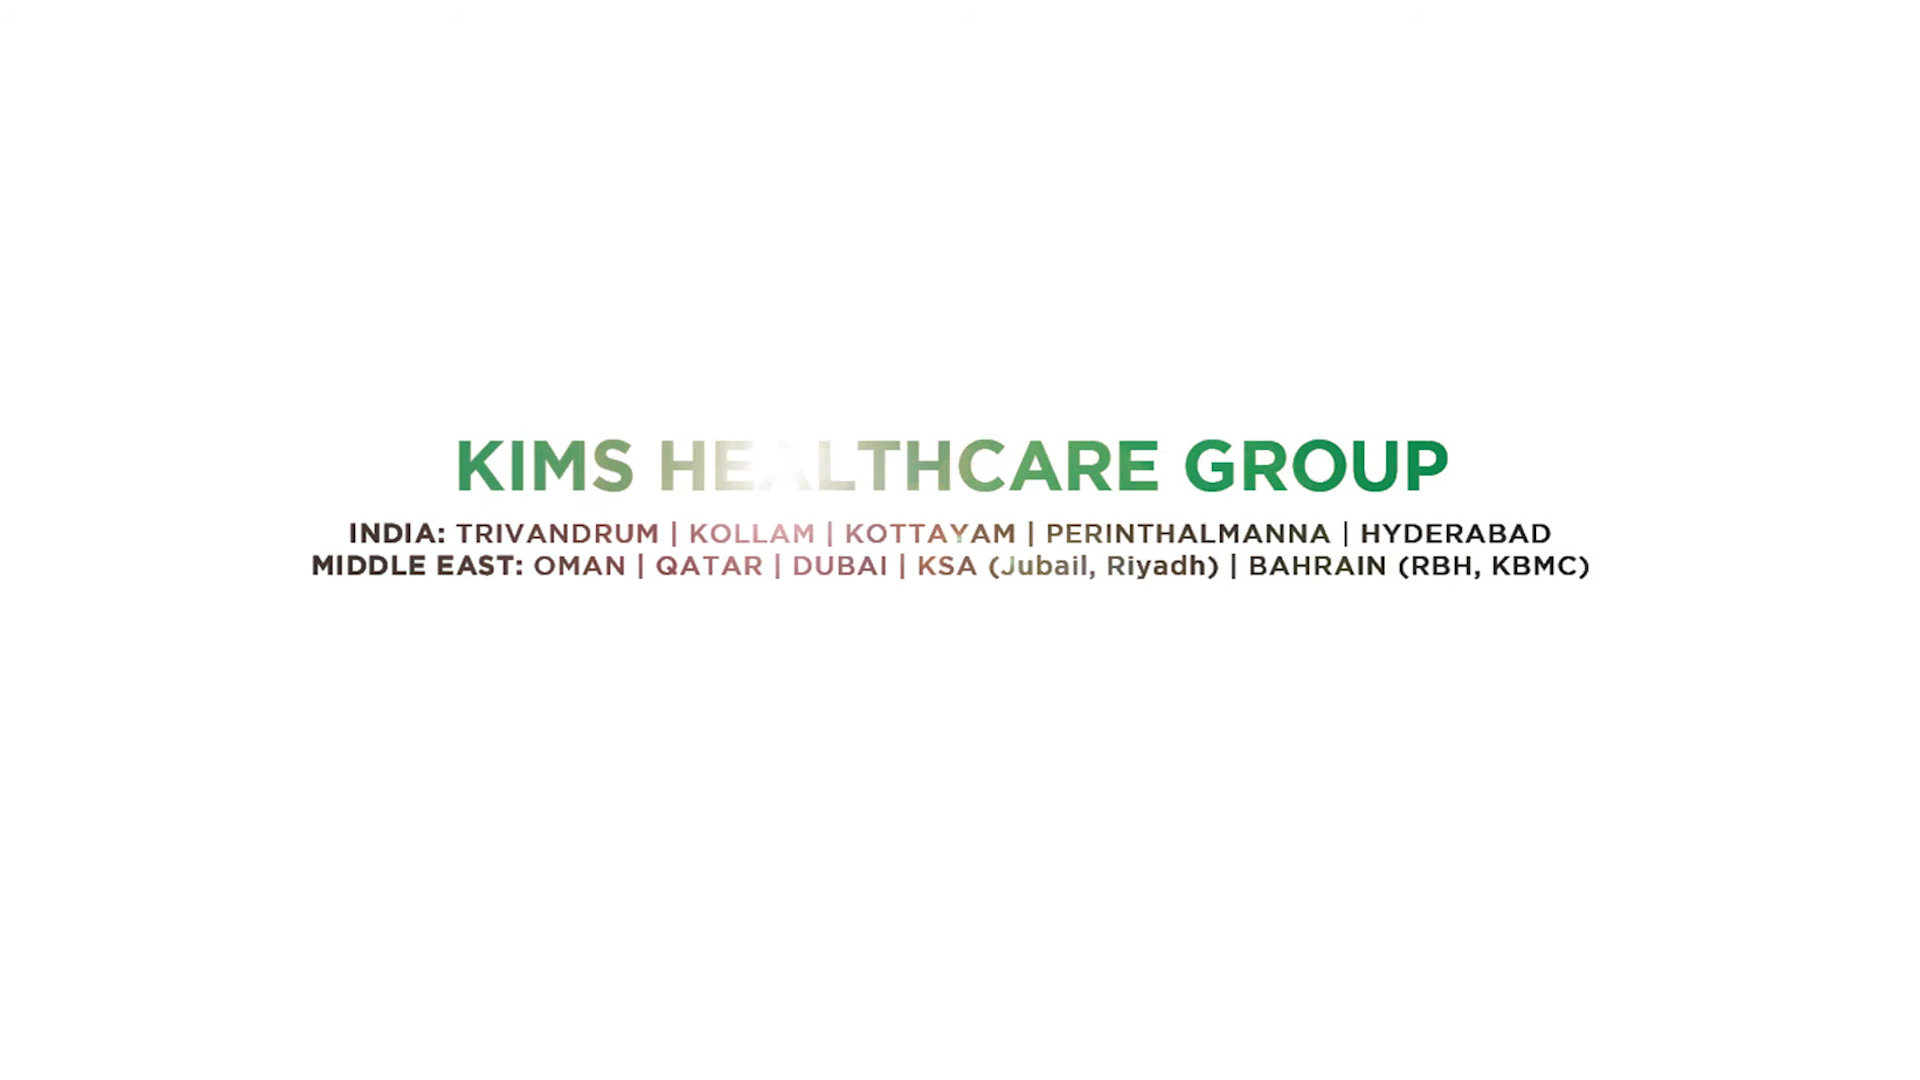 KIMS HEALTHCARE GROUP
INDIA: TRIVANDRUM | KOLLAM | KOTTAYAM | PERINTHALMANNA | HYDERABAD
MIDDLE EAST: OMAN | QATAR | DUBAI | KSA (Jubail, Riyadh) | BAHRAIN (RBH, KBMC)